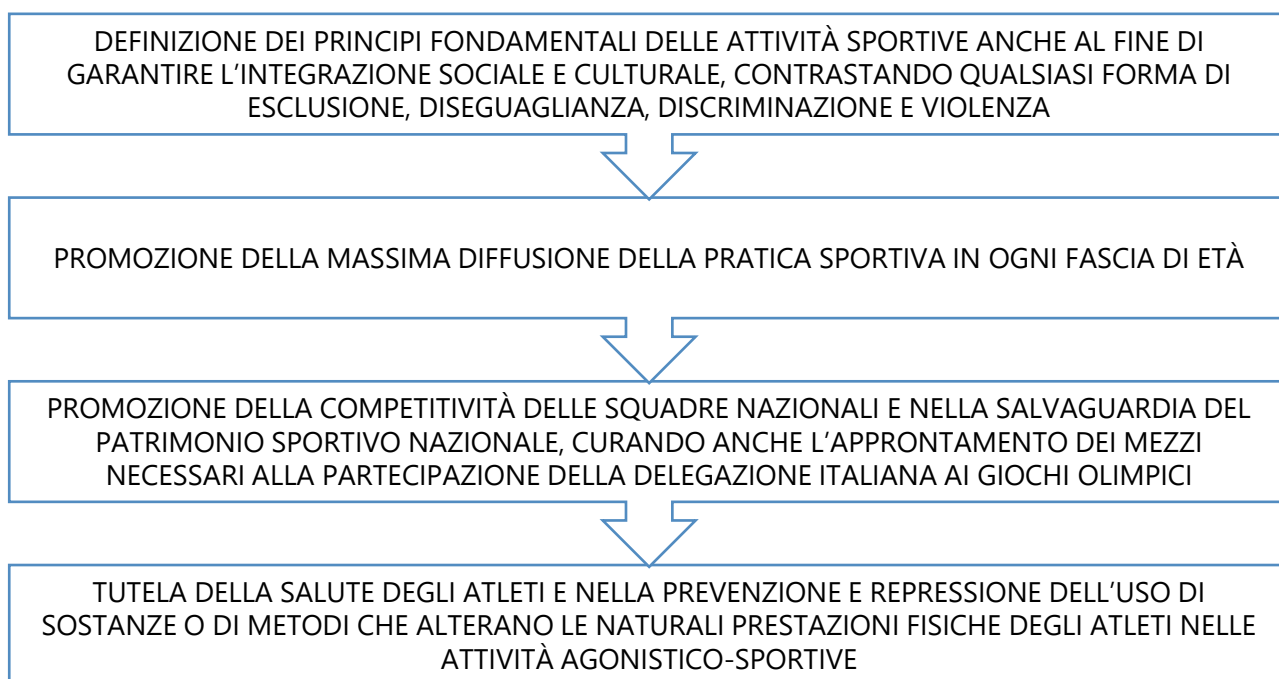 DEFINIZIONE DEI PRINCIPI FONDAMENTALI DELLE ATTIVITÀ SPORTIVE ANCHE AL FINE DI
GARANTIRE L’INTEGRAZIONE SOCIALE E CULTURALE, CONTRASTANDO QUALSIASI FORMA DI
ESCLUSIONE, DISEGUAGLIANZA, DISCRIMINAZIONE E VIOLENZA
PROMOZIONE DELLA MASSIMA DIFFUSIONE DELLA PRATICA SPORTIVA IN OGNI FASCIA DI ETÀ
PROMOZIONE DELLA COMPETITIVITÀ DELLE SQUADRE NAZIONALI E NELLA SALVAGUARDIA DEL
PATRIMONIO SPORTIVO NAZIONALE, CURANDO ANCHE L’APPRONTAMENTO DEI MEZZI
NECESSARI ALLA PARTECIPAZIONE DELLA DELEGAZIONE ITALIANA AI GIOCHI OLIMPICI
TUTELA DELLA SALUTE DEGLI ATLETI E NELLA PREVENZIONE E REPRESSIONE DELL’USO DI
SOSTANZE O DI METODI CHE ALTERANO LE NATURALI PRESTAZIONI FISICHE DEGLI ATLETI NELLE
ATTIVITÀ AGONISTICO-SPORTIVE